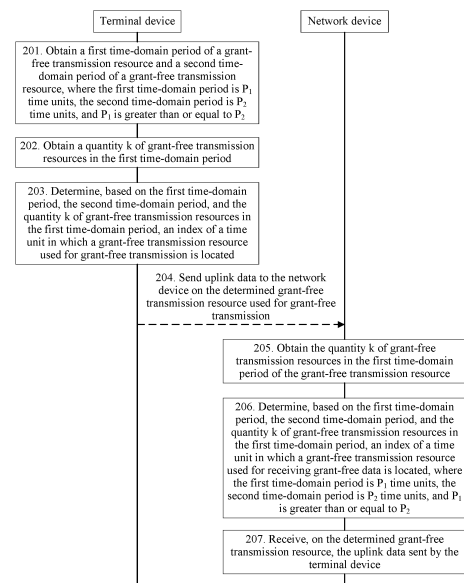 Terminal device
Network device
201. Obtain a first time-domain period of a grant-
free transmission resource and a second time-
domain period of a grant-free transmission
resource, where the first time-domain period is P₁
time units, the second time-domain period is P₂
time units, and P₁ is greater than or equal to P₂
202. Obtain a quantity k of grant-free transmission
resources in the first time-domain period
203. Determine, based on the first time-domain
period, the second time-domain period, and the
quantity k of grant-free transmission resources in
the first time-domain period, an index of a time
unit in which a grant-free transmission resource
used for grant-free transmission is located
204. Send uplink data to the network
device on the determined grant-free
transmission resource used for grant-free
transmission
205. Obtain the quantity k of grant-free
transmission resources in the first time-domain
period of the grant-free transmission resource
206. Determine, based on the first time-domain
period, the second time-domain period, and the
quantity k of grant-free transmission resources in
the first time-domain period, an index of a time
unit in which a grant-free transmission resource
used for receiving grant-free data is located, where
the first time-domain period is P₁ time units, the
second time-domain period is P₂ time units, and P₁
is greater than or equal to P₂
207. Receive, on the determined grant-free
transmission resource, the uplink data sent by the
terminal device